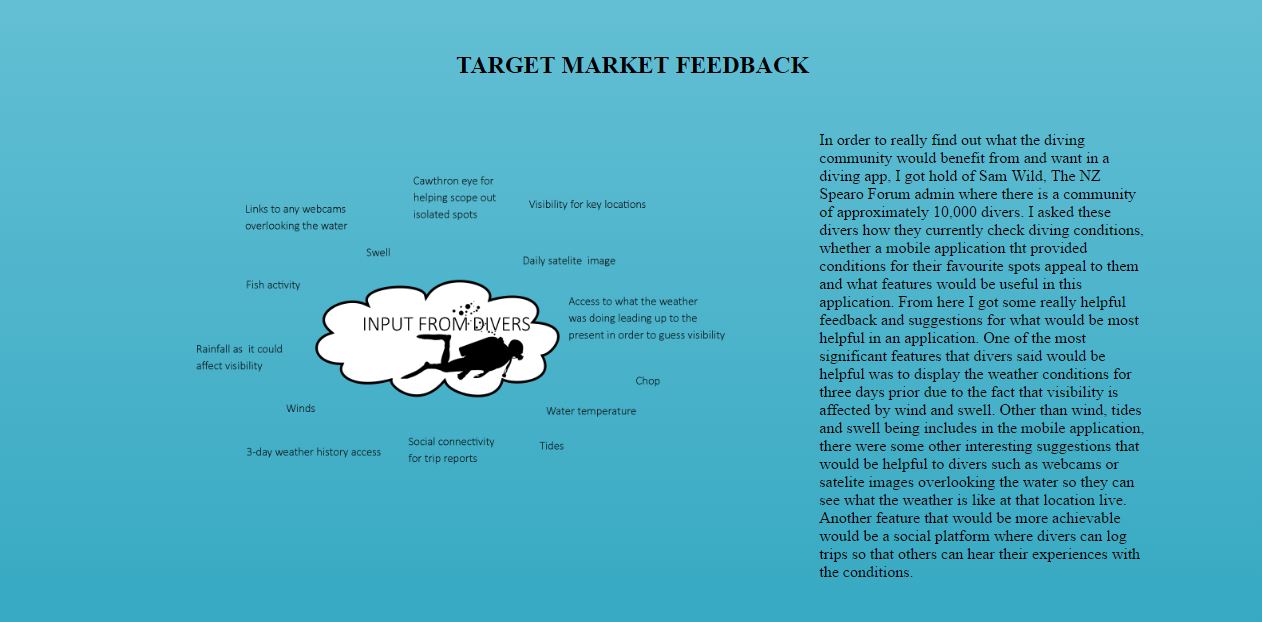 TARGET MARKET FEEDBACK
Cawthron eye for
helping scope out
isolated spots
Visibility for key locations
Links to any webcams
overlooking the water
Swell
Daily satelite image
Fish activity
Access to what the weather
was doing leading up to the
present in order to guess visibility
INPUT FROM DIVERS
Rainfall as it could
affect visibility
Chop
Winds
Water temperature
Social connectivity
for trip reports
Tides
3-day weather history access
In order to really find out what the diving
community would benefit from and want in a
diving app, I got hold of Sam Wild, The NZ
Spearo Forum admin where there is a community
of approximately 10,000 divers. I asked these
divers how they currently check diving conditions,
whether a mobile application tht provided
conditions for their favourite spots appeal to them
and what features would be useful in this
application. From here I got some really helpful
feedback and suggestions for what would be most
helpful in an application. One of the most
significant features that divers said would be
helpful was to display the weather conditions for
three days prior due to the fact that visibility is
affected by wind and swell. Other than wind, tides
and swell being includes in the mobile application,
there were some other interesting suggestions that
would be helpful to divers such as webcams or
satelite images overlooking the water so they can
see what the weather is like at that location live.
Another feature that would be more achievable
would be a social platform where divers can log
trips so that others can hear their experiences with
the conditions.